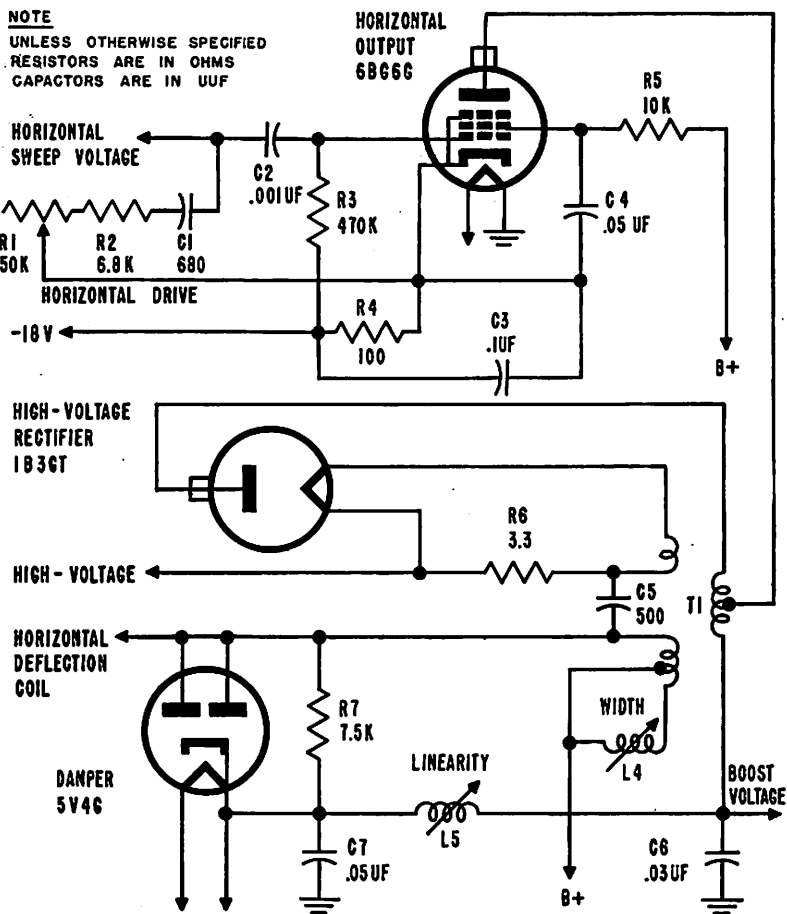 NOTE
UNLESS OTHERWISE SPECIFIED
RESISTORS ARE IN OHMS
CAPACTORS ARE IN UUF
HORIZONTAL
OUTPUT
6BG6G
R5
10K
HORIZONTAL
SWEEP VOLTAGE
C2
.001UF
R3
470K
C4
.05 UF
R1
50K
R2
6.8K
C1
680
HORIZONTAL DRIVE
-18V
R4
100
C3
.1UF
B+
HIGH-VOLTAGE
RECTIFIER
1B3GT
R6
3.3
HIGH-VOLTAGE
C5
500
T1
HORIZONTAL
DEFLECTION
COIL
R7
7.5K
WIDTH
L4
DAMPER
5V4G
LINEARITY
L5
BOOST
VOLTAGE
C7
.05UF
B+
C6
.03UF